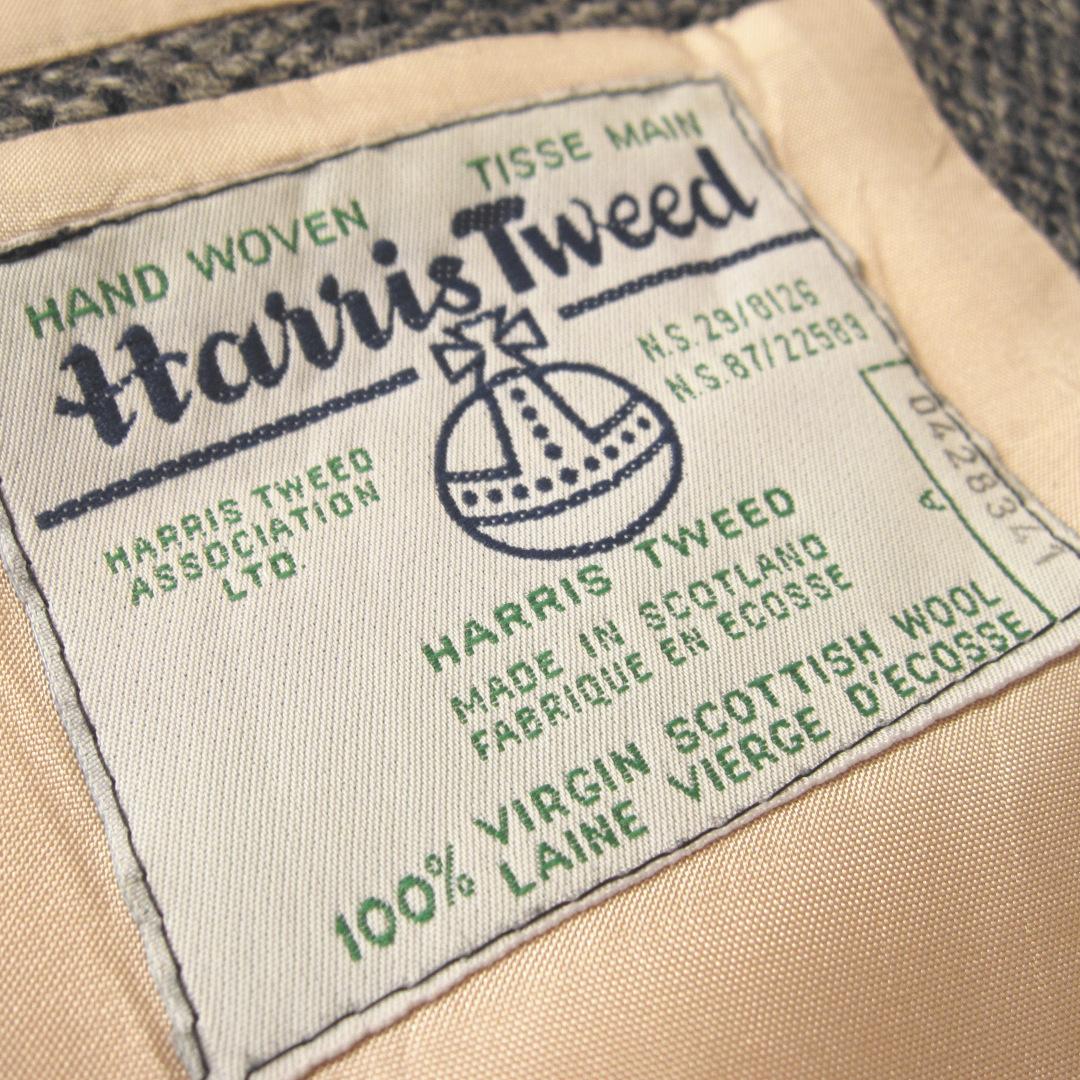 HAND WOVEN TISSE MAIN
Harris Tweed
N.S. 29/8126
N.S. 87/22589
HARRIS TWEED
ASSOCIATION
LTD.
HARRIS TWEED
MADE IN SCOTLAND
FABRIQUE EN ECOSSE
100% VIRGIN SCOTTISH WOOL
LAINE VIERGE D'ECOSSE
A
0428341